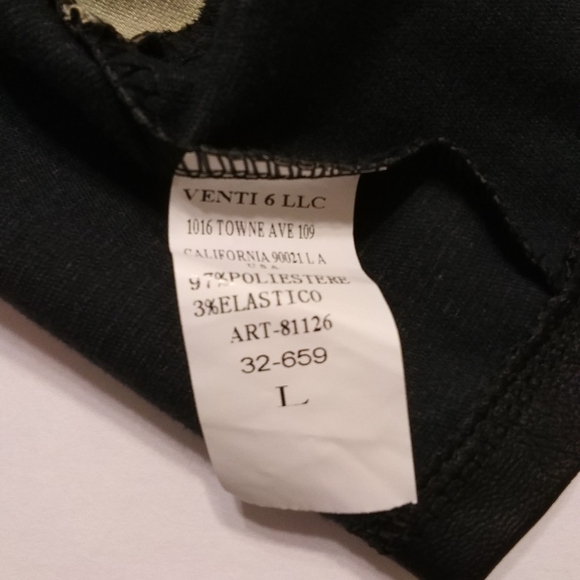 VENTI 6 LLC
1016 TOWNE AVE 109
CALIFORNIA 90021 L A
U S A
97%POLIESTERE
3%ELASTICO
ART-81126
32-659
L